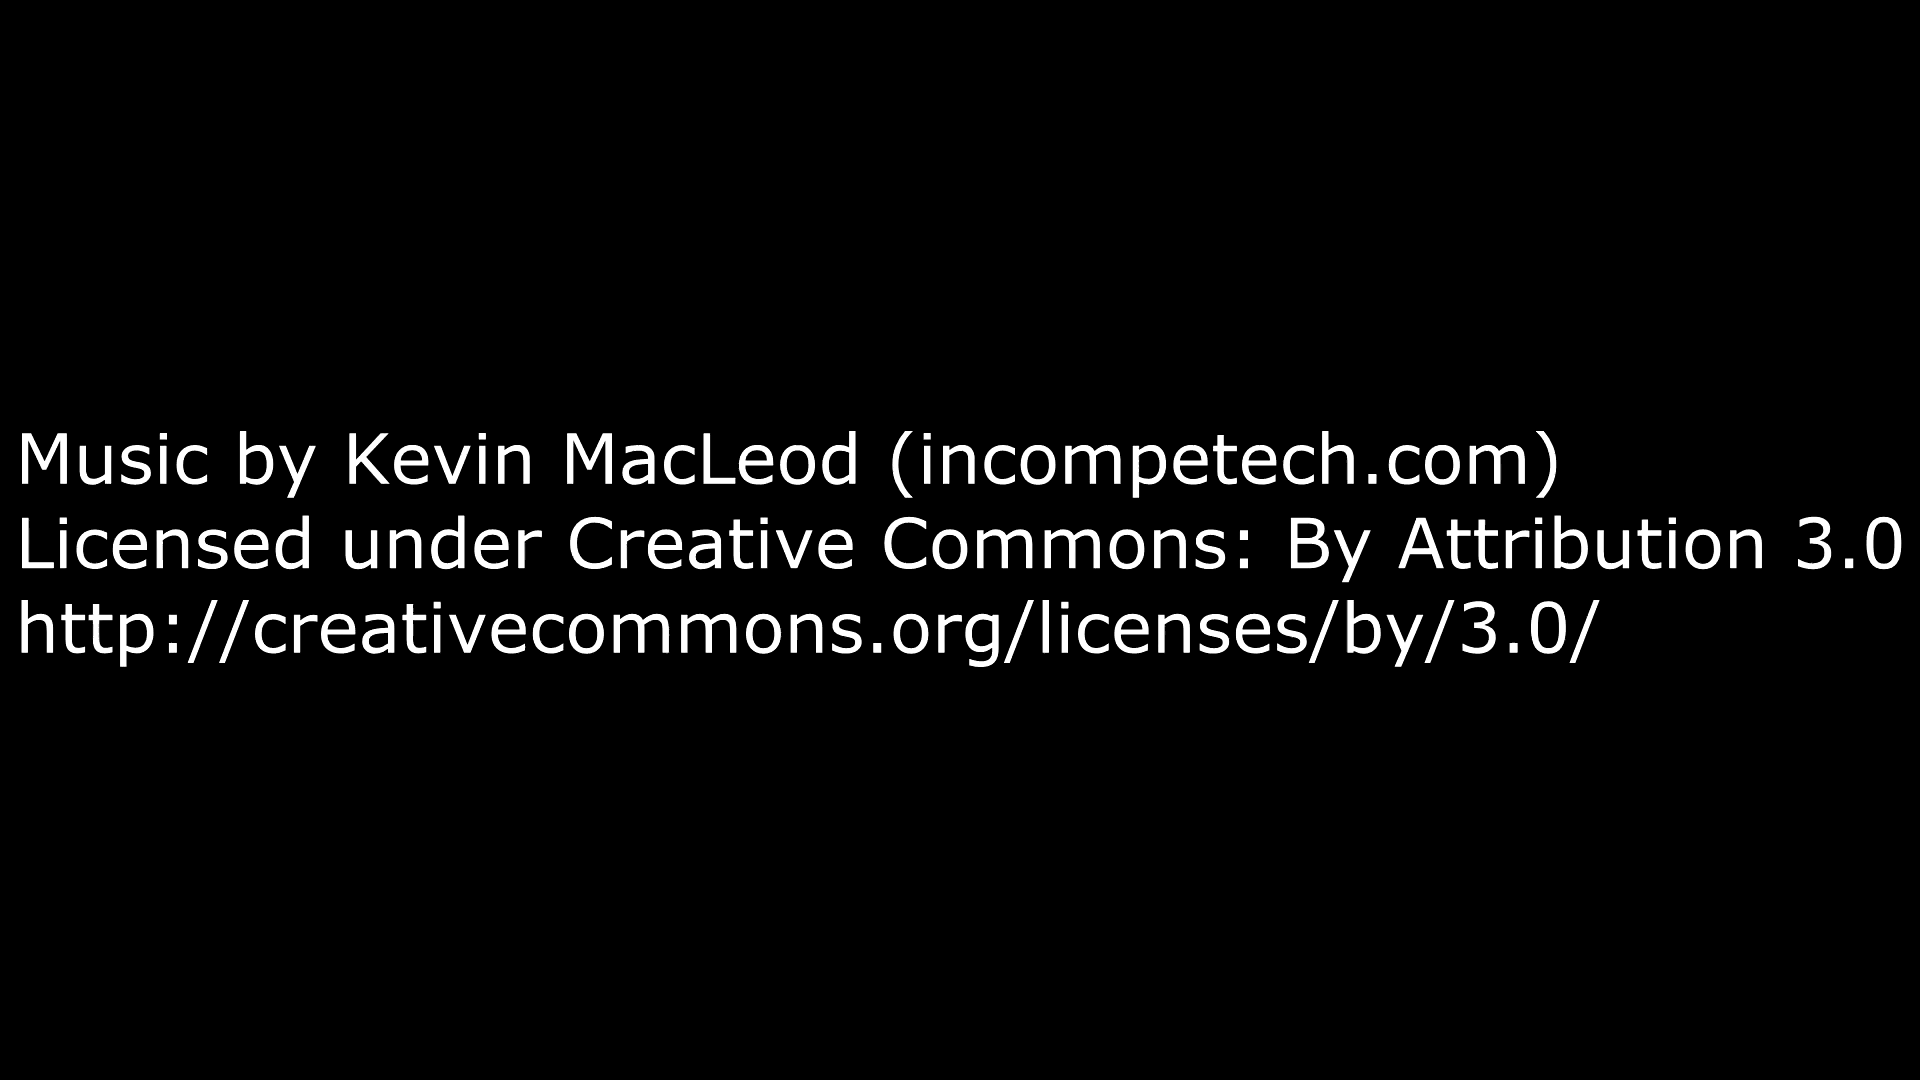 Music by Kevin MacLeod (incompetech.com)
Licensed under Creative Commons: By Attribution 3.0
http://creativecommons.org/licenses/by/3.0/